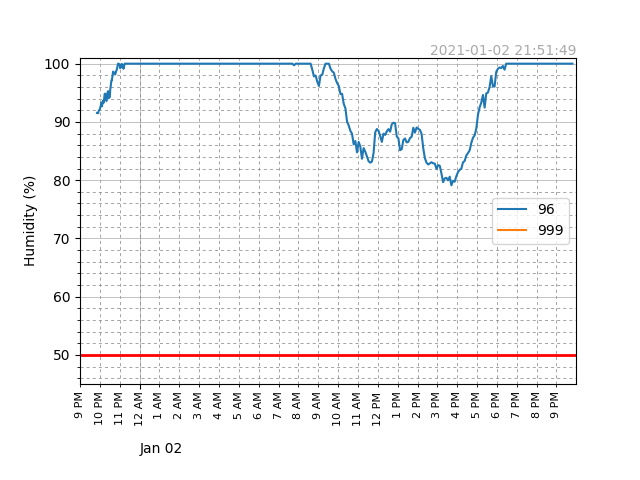 2021-01-02 21:51:49
Humidity (%)
100
90
80
70
60
50
96
999
9 PM
10 PM
11 PM
12 AM
1 AM
2 AM
3 AM
4 AM
5 AM
6 AM
7 AM
8 AM
9 AM
10 AM
11 AM
12 PM
1 PM
2 PM
3 PM
4 PM
5 PM
6 PM
7 PM
8 PM
9 PM
Jan 02